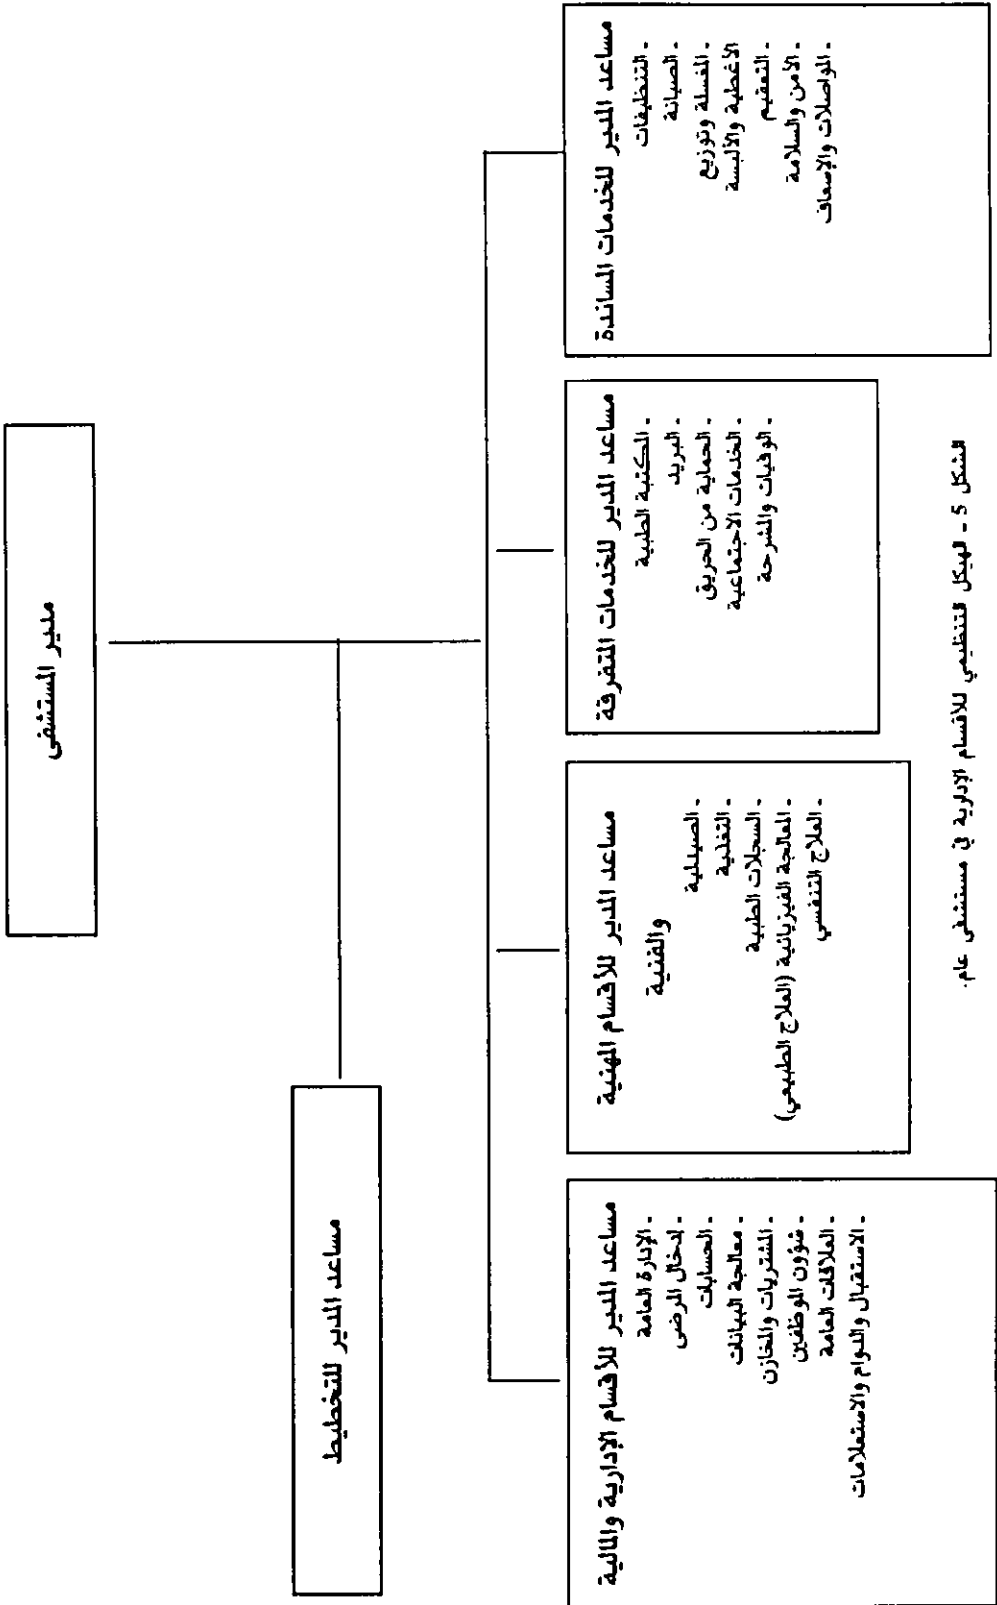 مدير المستشفى
مساعد المدير للتخطيط
مساعد المدير للخدمات المساندة
- التنظيفات
- الصيانة
- المغسلة وتوزيع
الأغطية والألبسة
- التعقيم
- الأمن والسلامة
- المواصلات والإسعاف
مساعد المدير للخدمات المتفرقة
- المكتبة الطبية
- البريد
- الحماية من الحريق
- الخدمات الاجتماعية
- الوفيات والمشرحة
مساعد المدير للأقسام المهنية
والفنية
- الصيدلية
- التغذية
- السجلات الطبية
- المعالجة الفيزيائية (العلاج الطبيعي)
- العلاج التنفسي
مساعد المدير للأقسام الإدارية والمالية
- الإدارة العامة
- إدخال المرضى
- الحسابات
- معالجة البيانات
- المشتريات والمخازن
- شؤون الموظفين
- العلاقات العامة
- الاستقبال والدوام والاستعلامات
الشكل 5 - الهيكل التنظيمي للأقسام الإدارية في مستشفى عام.